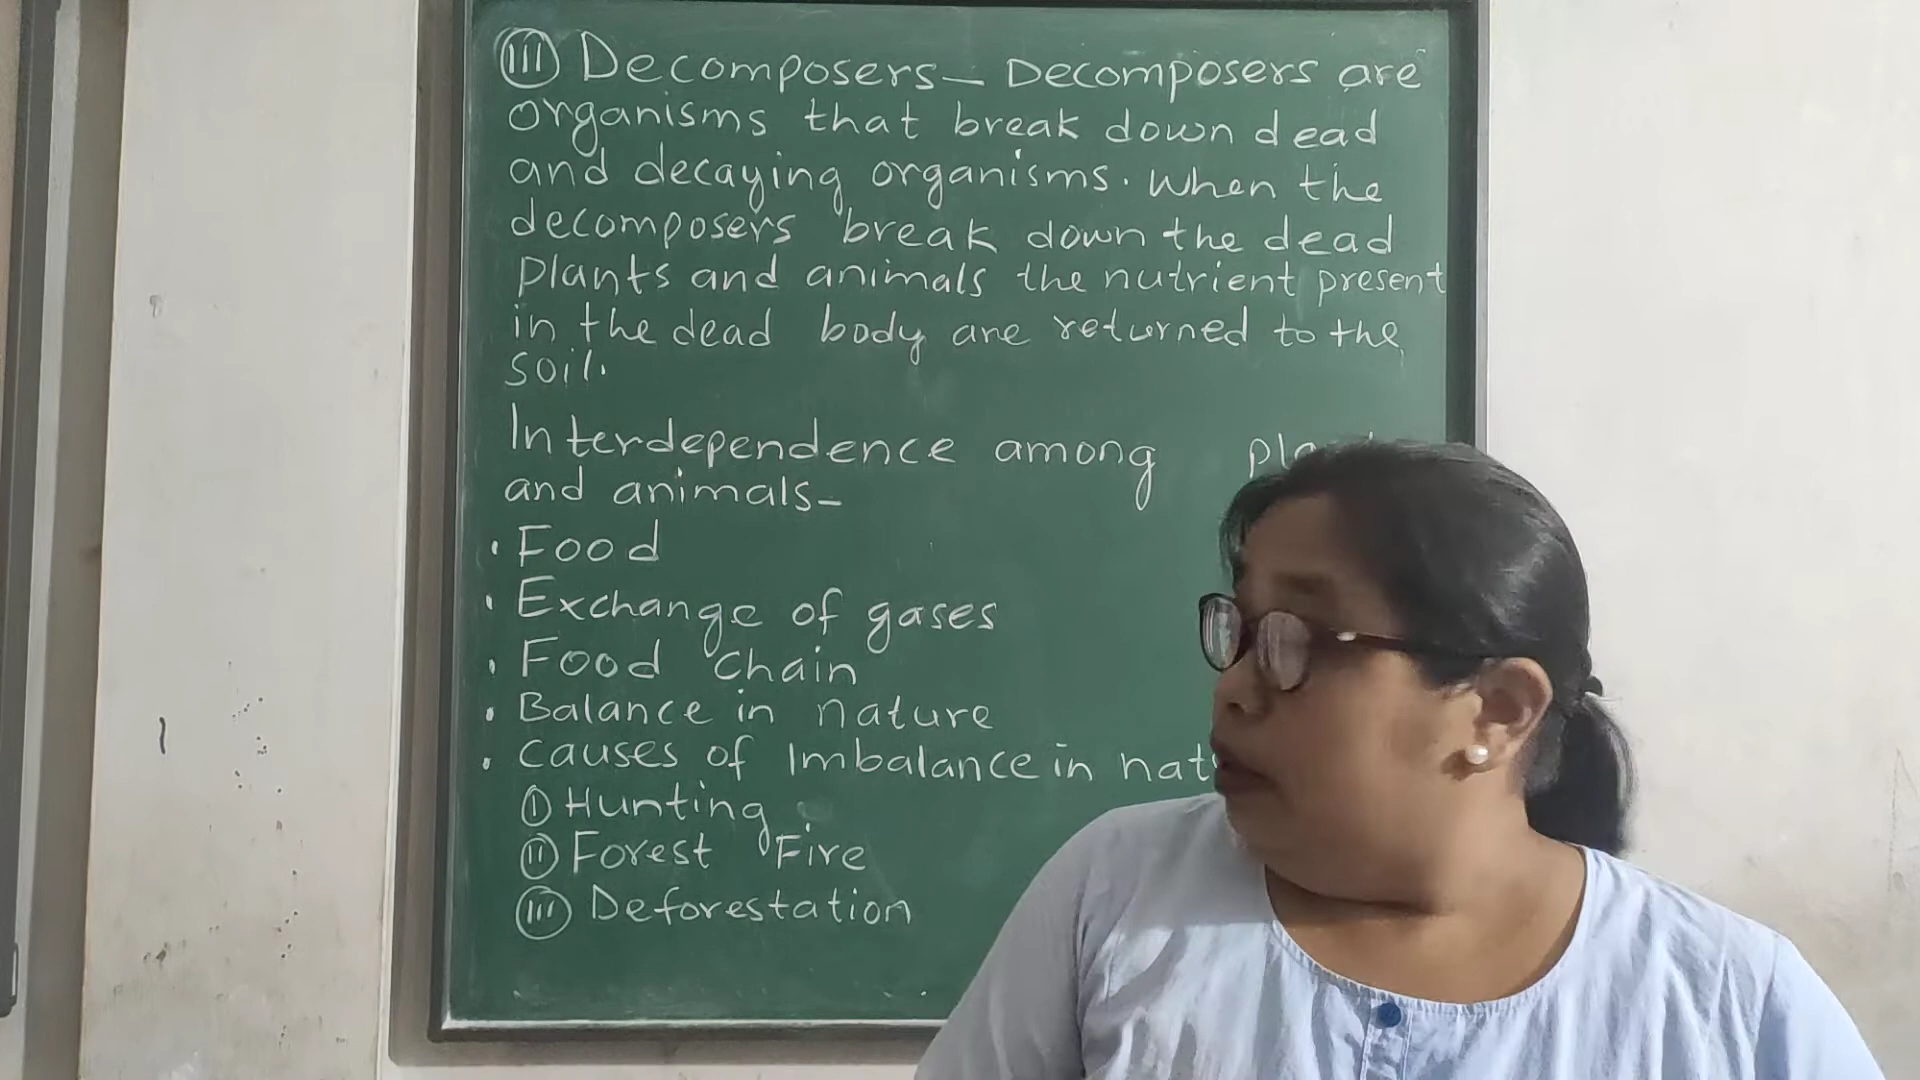 (III) Decomposers - Decomposers are
organisms that break down dead
and decaying organisms. When the
decomposers break down the dead
plants and animals the nutrient present
in the dead body are returned to the
soil.
Interdependence among
and animals-
• Food
• Exchange of gases
• Food chain
• Balance in nature
• causes of Imbalance in
(I) Hunting
(II) Forest Fire
(III) Deforestation